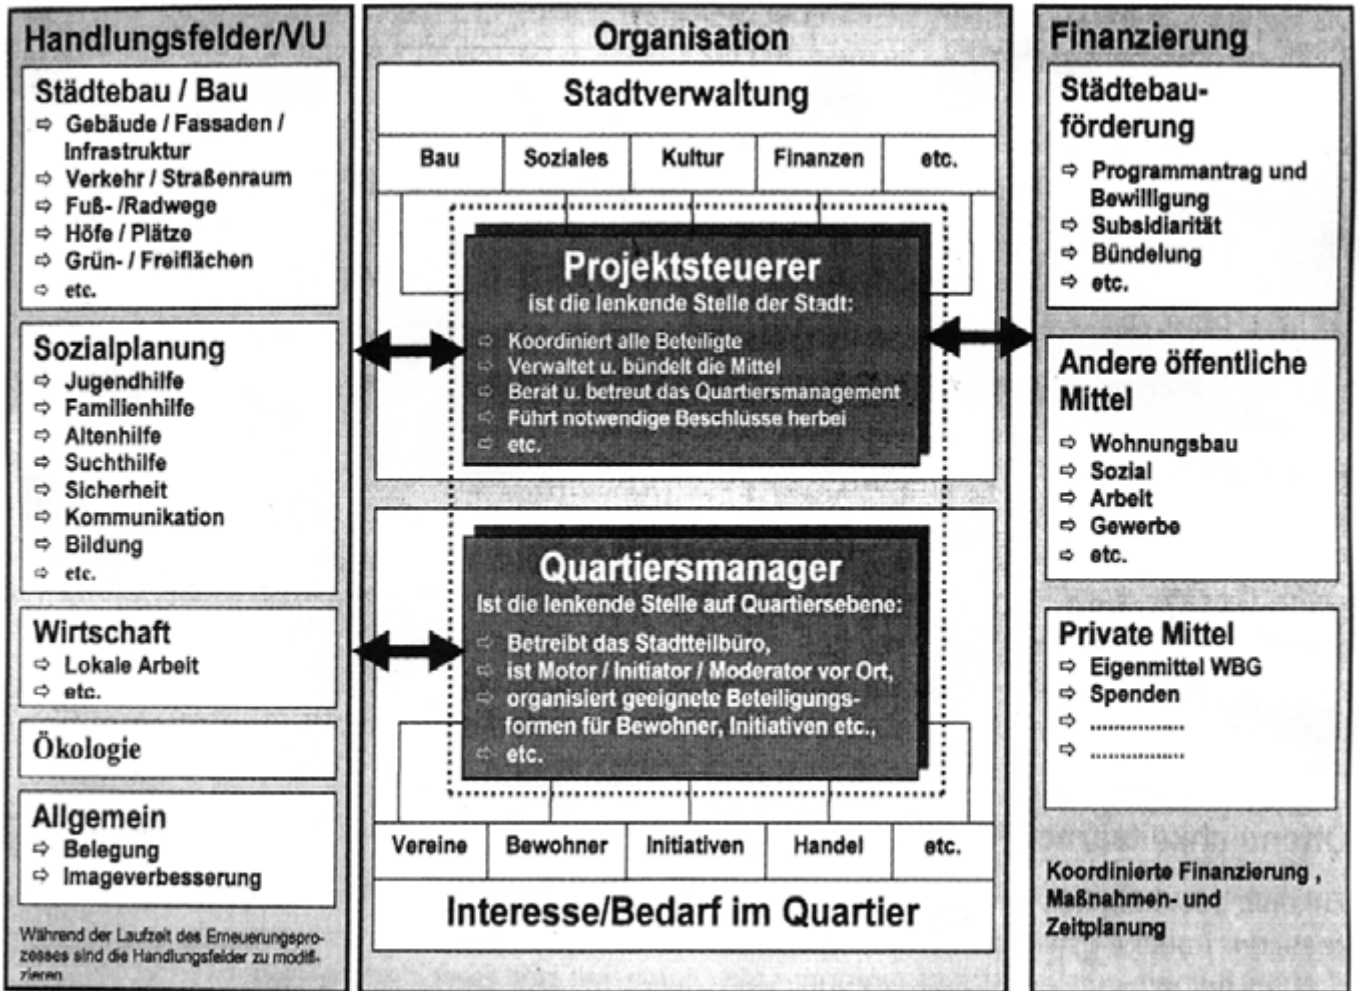 Handlungsfelder/VU
Städtebau / Bau
⇨ Gebäude / Fassaden /
Infrastruktur
⇨ Verkehr / Straßenraum
⇨ Fuß- /Radwege
⇨ Höfe / Plätze
⇨ Grün- / Freiflächen
⇨ etc.
Sozialplanung
⇨ Jugendhilfe
⇨ Familienhilfe
⇨ Altenhilfe
⇨ Suchthilfe
⇨ Sicherheit
⇨ Kommunikation
⇨ Bildung
⇨ etc.
Wirtschaft
⇨ Lokale Arbeit
⇨ etc.
Ökologie
Allgemein
⇨ Belegung
⇨ Imageverbesserung
Während der Laufzeit des Erneuerungspro-
zesses sind die Handlungsfelder zu modifi-
zieren
Organisation
Stadtverwaltung
Bau Soziales Kultur Finanzen etc.
Projektsteuerer
ist die lenkende Stelle der Stadt:
⇨ Koordiniert alle Beteiligte
⇨ Verwaltet u. bündelt die Mittel
⇨ Berät u. betreut das Quartiersmanagement
⇨ Führt notwendige Beschlüsse herbei
⇨ etc.
Quartiersmanager
Ist die lenkende Stelle auf Quartiersebene:
⇨ Betreibt das Stadtteilbüro,
⇨ ist Motor / Initiator / Moderator vor Ort,
⇨ organisiert geeignete Beteiligungs-
formen für Bewohner, Initiativen etc.,
⇨ etc.
Vereine Bewohner Initiativen Handel etc.
Interesse/Bedarf im Quartier
Finanzierung
Städtebau-
förderung
⇨ Programmantrag und
Bewilligung
⇨ Subsidiarität
⇨ Bündelung
⇨ etc.
Andere öffentliche
Mittel
⇨ Wohnungsbau
⇨ Sozial
⇨ Arbeit
⇨ Gewerbe
⇨ etc.
Private Mittel
⇨ Eigenmittel WBG
⇨ Spenden
⇨ ................
⇨ ................
Koordinierte Finanzierung ,
Maßnahmen- und
Zeitplanung